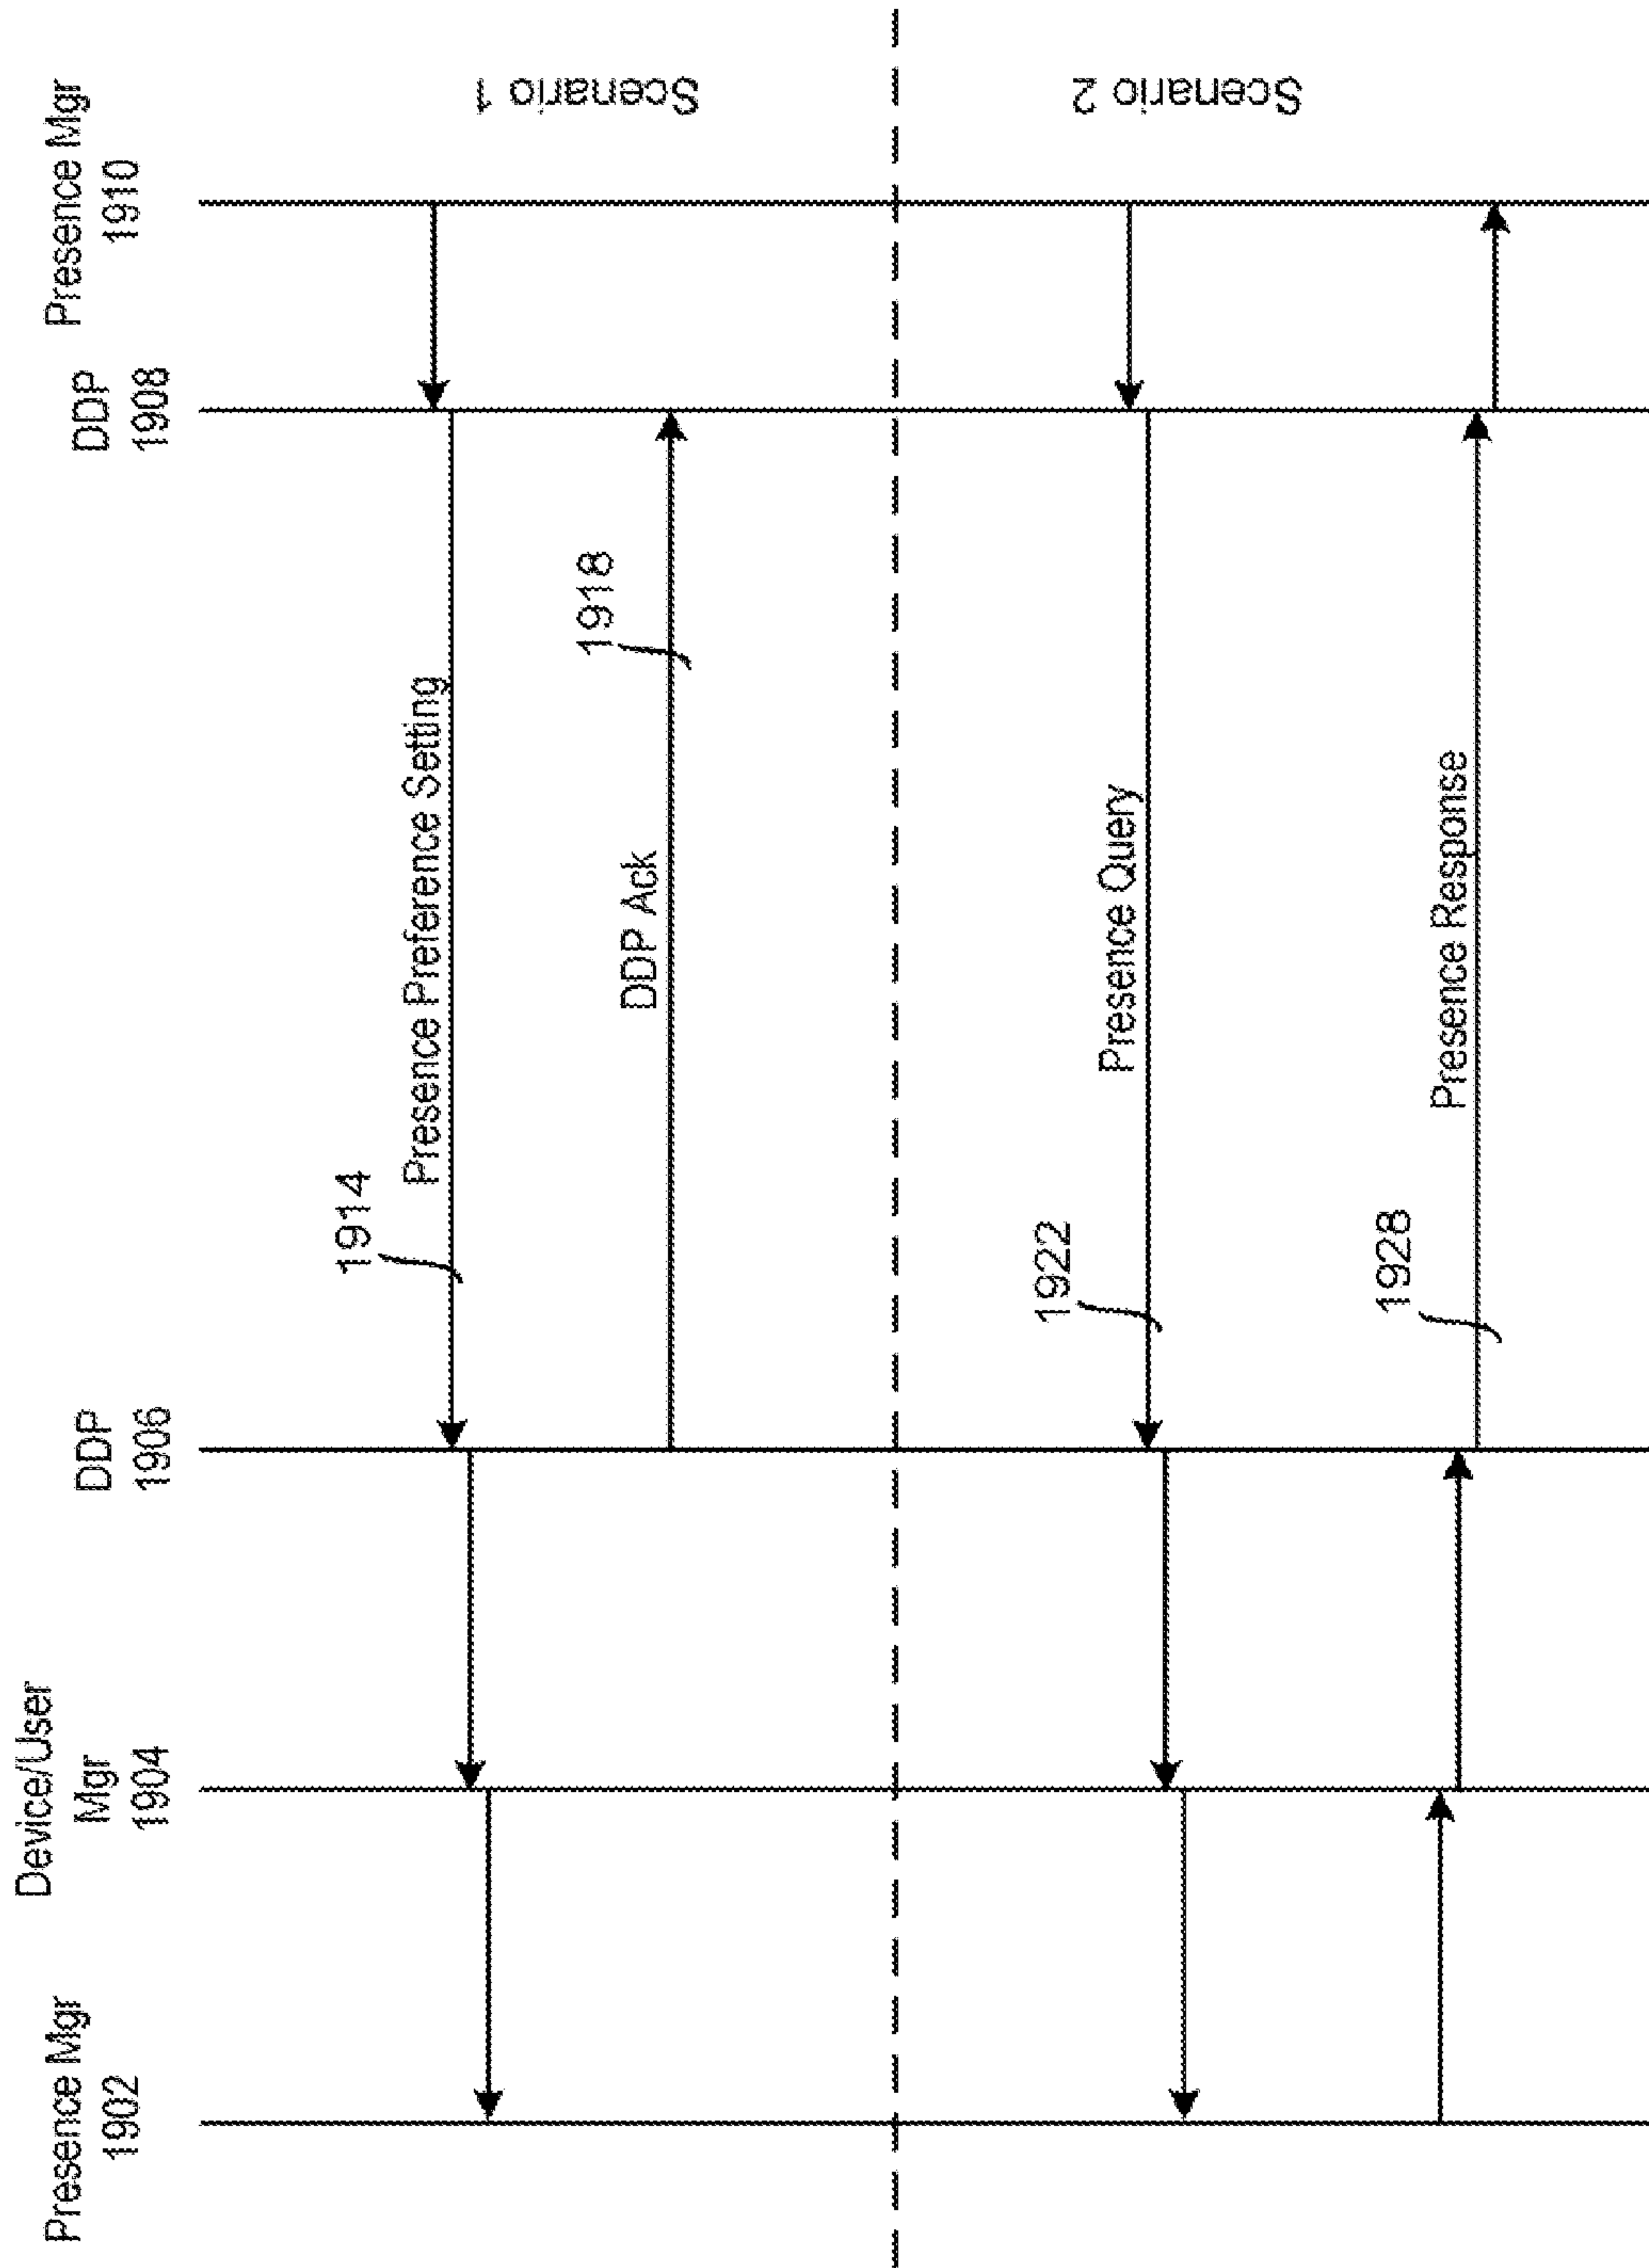 Presence Mgr
1902
Device/User
Mgr
1904
DDP
1906
DDP
1908
Presence Mgr
1910
1914
Presence Preference Setting
1918
DDP Ack
Scenario 1
1922
Presence Query
Scenario 2
1928
Presence Response